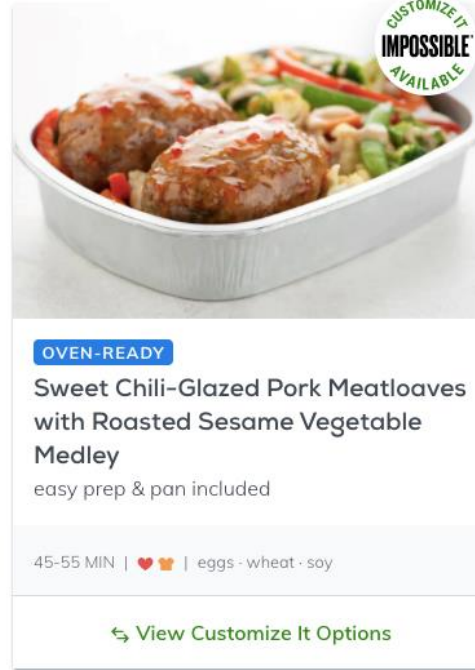 CUSTOMIZE IT
IMPOSSIBLE
AVAILABLE
OVEN-READY
Sweet Chili-Glazed Pork Meatloaves
with Roasted Sesame Vegetable
Medley
easy prep & pan included
45-55 MIN | | eggs · wheat · soy
View Customize It Options